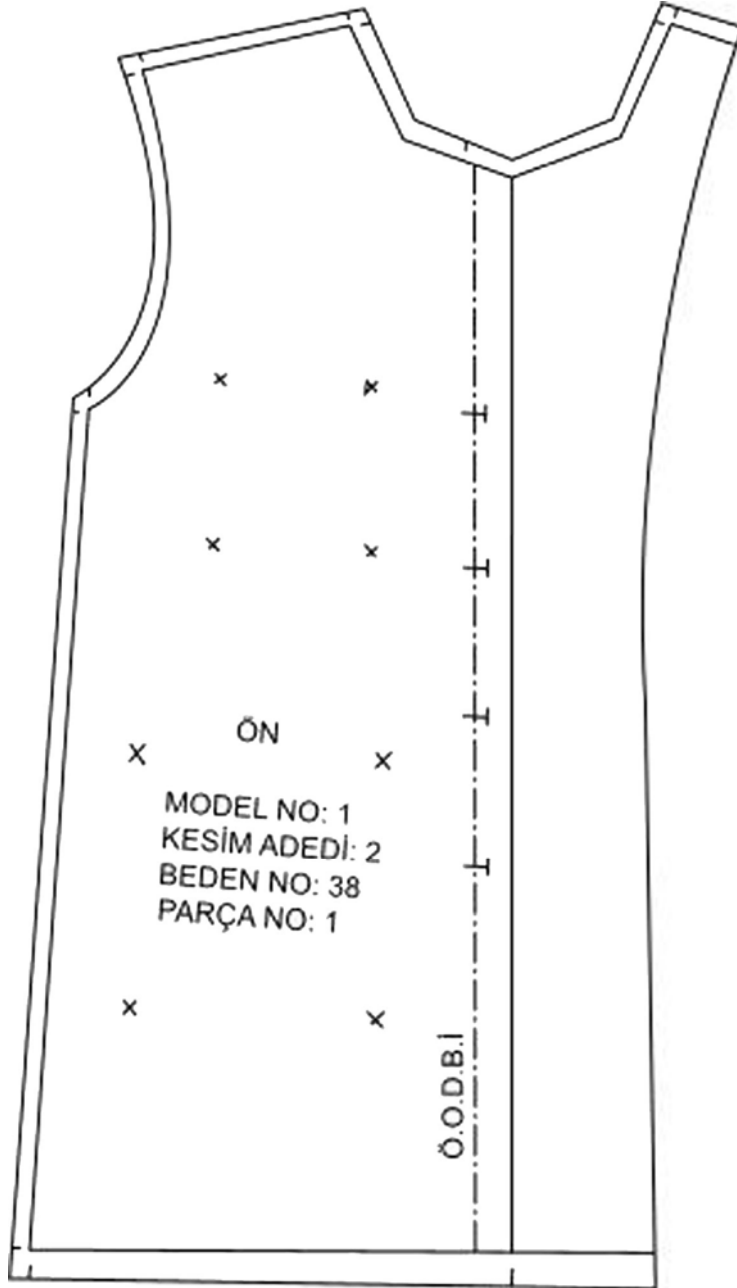 ÖN
MODEL NO: 1
KESİM ADEDİ: 2
BEDEN NO: 38
PARÇA NO: 1
Ö.O.D.B.İ